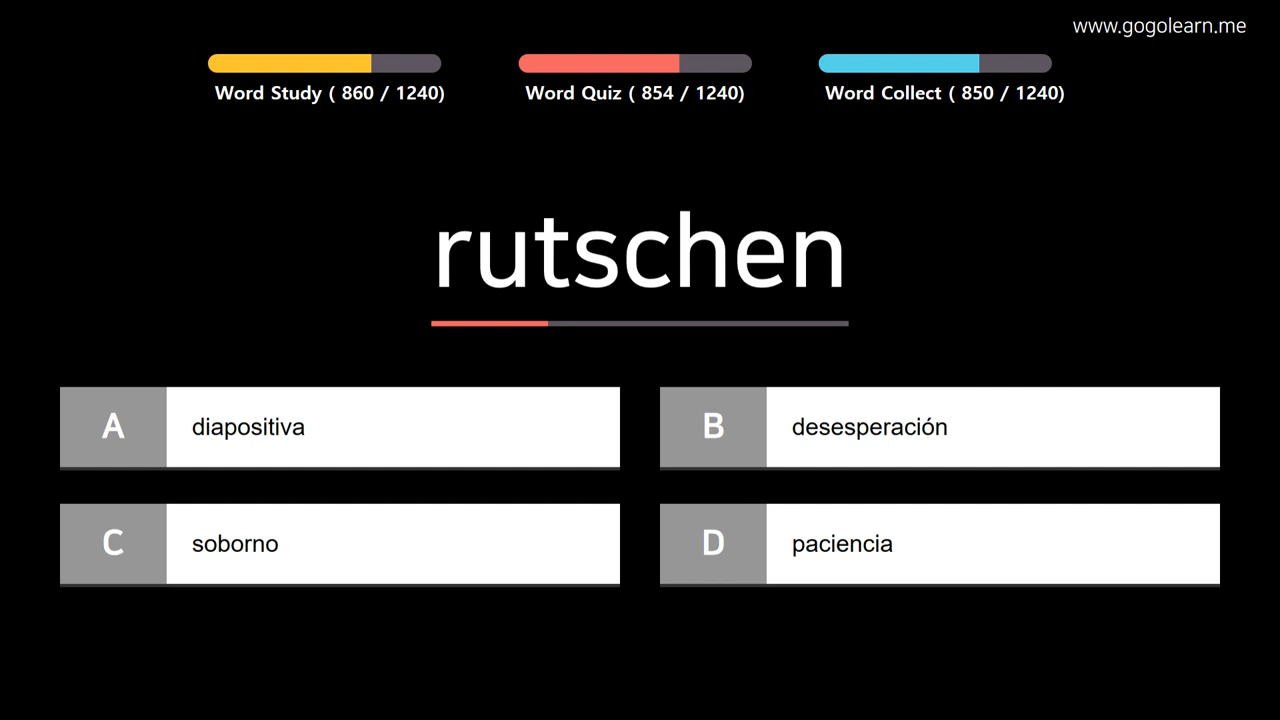 www.gogolearn.me
Word Study ( 860 / 1240)
Word Quiz ( 854 / 1240)
Word Collect ( 850 / 1240)
rutschen
A diapositiva
B desesperación
C soborno
D paciencia